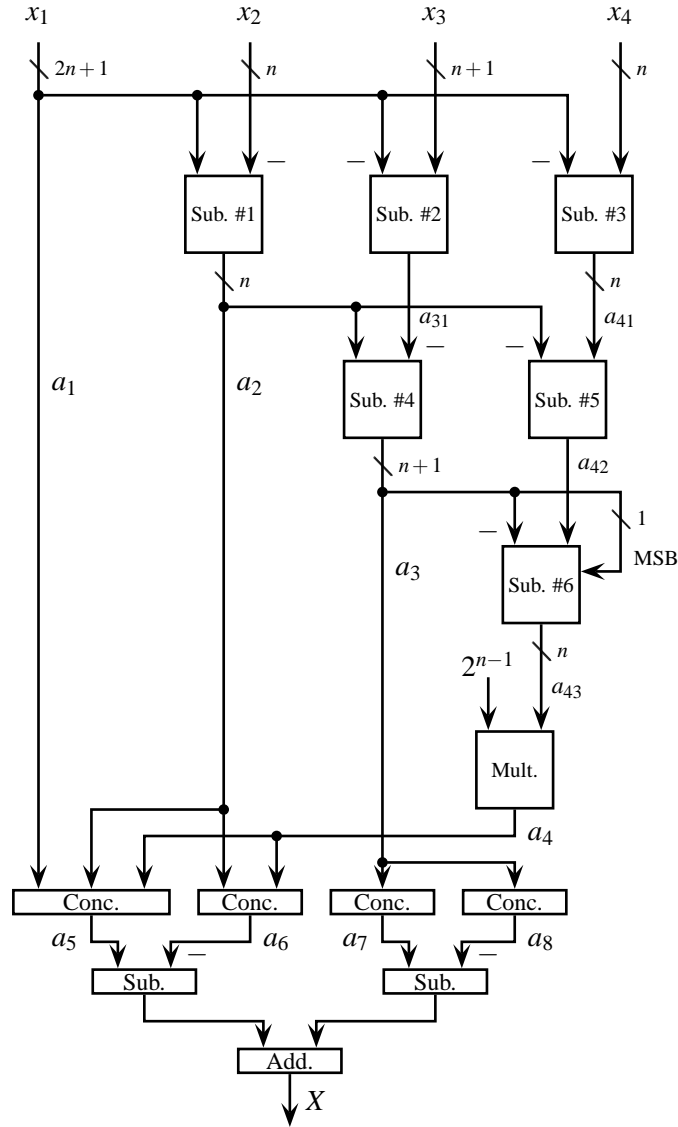 x1 x2 x3 x4
2n+1 n n+1 n
− − −
Sub. #1 Sub. #2 Sub. #3
n n
a31 a41
− −
a1 a2 Sub. #4 Sub. #5
n+1 a42
− 1
a3 Sub. #6 MSB
n
2^{n−1} a43
Mult.
a4
Conc. Conc. Conc. Conc.
a5 − a6 a7 − a8
Sub. Sub.
Add.
X